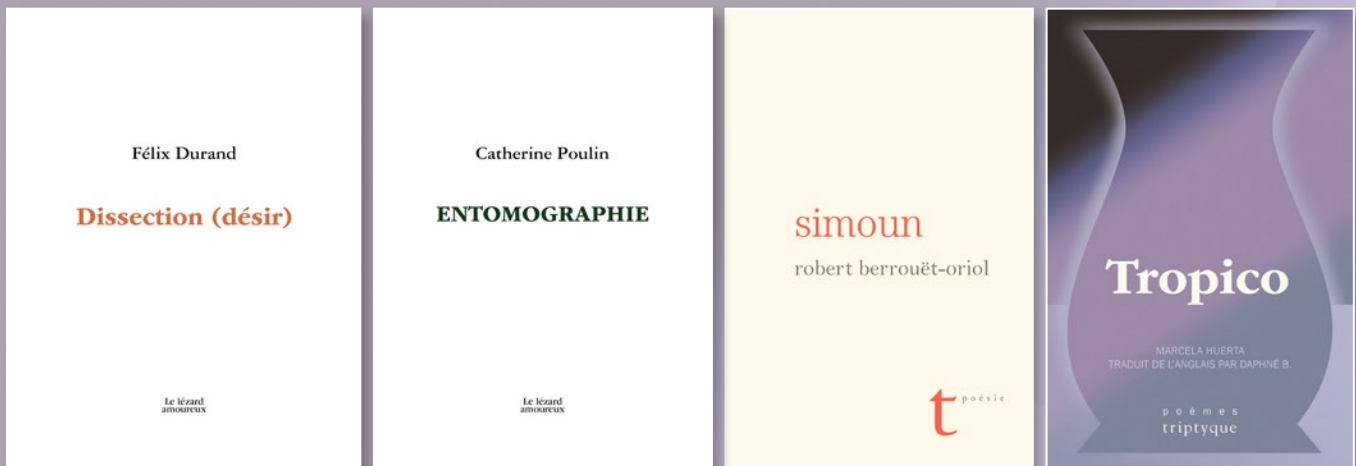 Félix Durand
Dissection (désir)
Le lézard
amoureux
Catherine Poulin
ENTOMOGRAPHIE
Le lézard
amoureux
simoun
robert berrouët-oriol
t poésie
Tropico
MARCELA HUERTA
TRADUIT DE L'ANGLAIS PAR DAPHNÉ B.
poèmes
triptyque